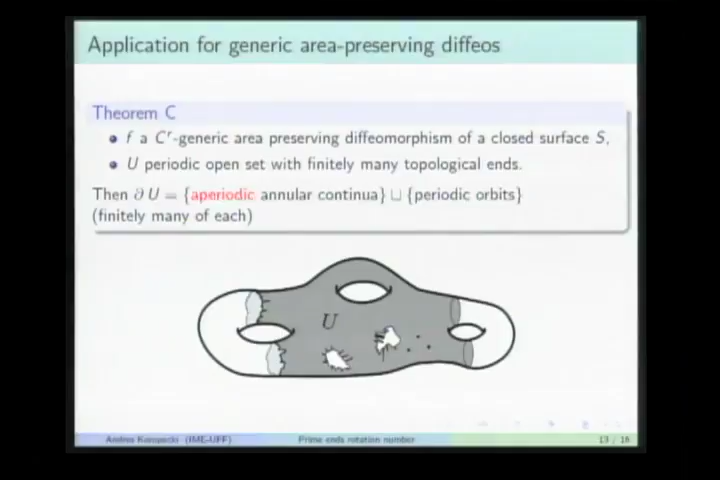 Application for generic area-preserving diffeos
Theorem C
• f a Cʳ-generic area preserving diffeomorphism of a closed surface S,
• U periodic open set with finitely many topological ends.
Then ∂U = {aperiodic annular continua} ⊔ {periodic orbits}
(finitely many of each)
U
Andres Koropecki (IME-UFF)
Prime ends rotation number
13 / 16